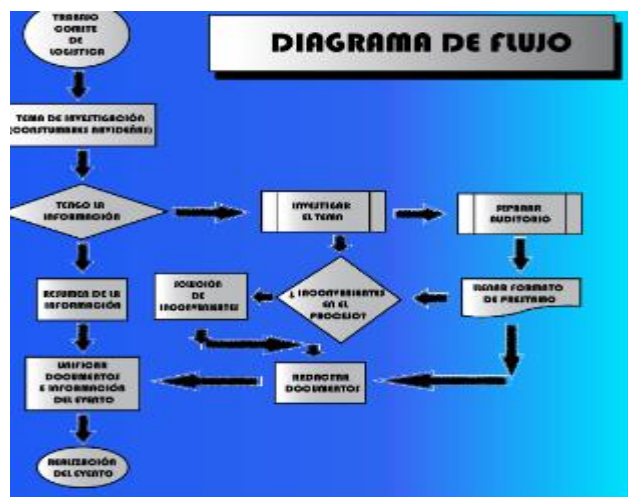 TRABAJO
COMITE
DE
LOGISTICA
DIAGRAMA DE FLUJO
TEMA DE INVESTIGACIÓN
(CONSTUMBRES NAVIDEÑAS)
TENGO LA
INFORMACIÓN
INVESTIGAR
EL TEMA
SEPARAR
AUDITORIO
RESUMEN DE LA
INFORMACIÓN
SOLUCIÓN
DE
INCONVENIENTES
¿ INCONVENIENTES
EN EL
PROCESO?
LLENAR FORMATO
DE PRESTAMO
UNIFICAR
DOCUMENTOS
E INFORMACIÓN
DEL EVENTO
REDACTAR
DOCUMENTOS
REALIZACIÓN
DEL EVENTO